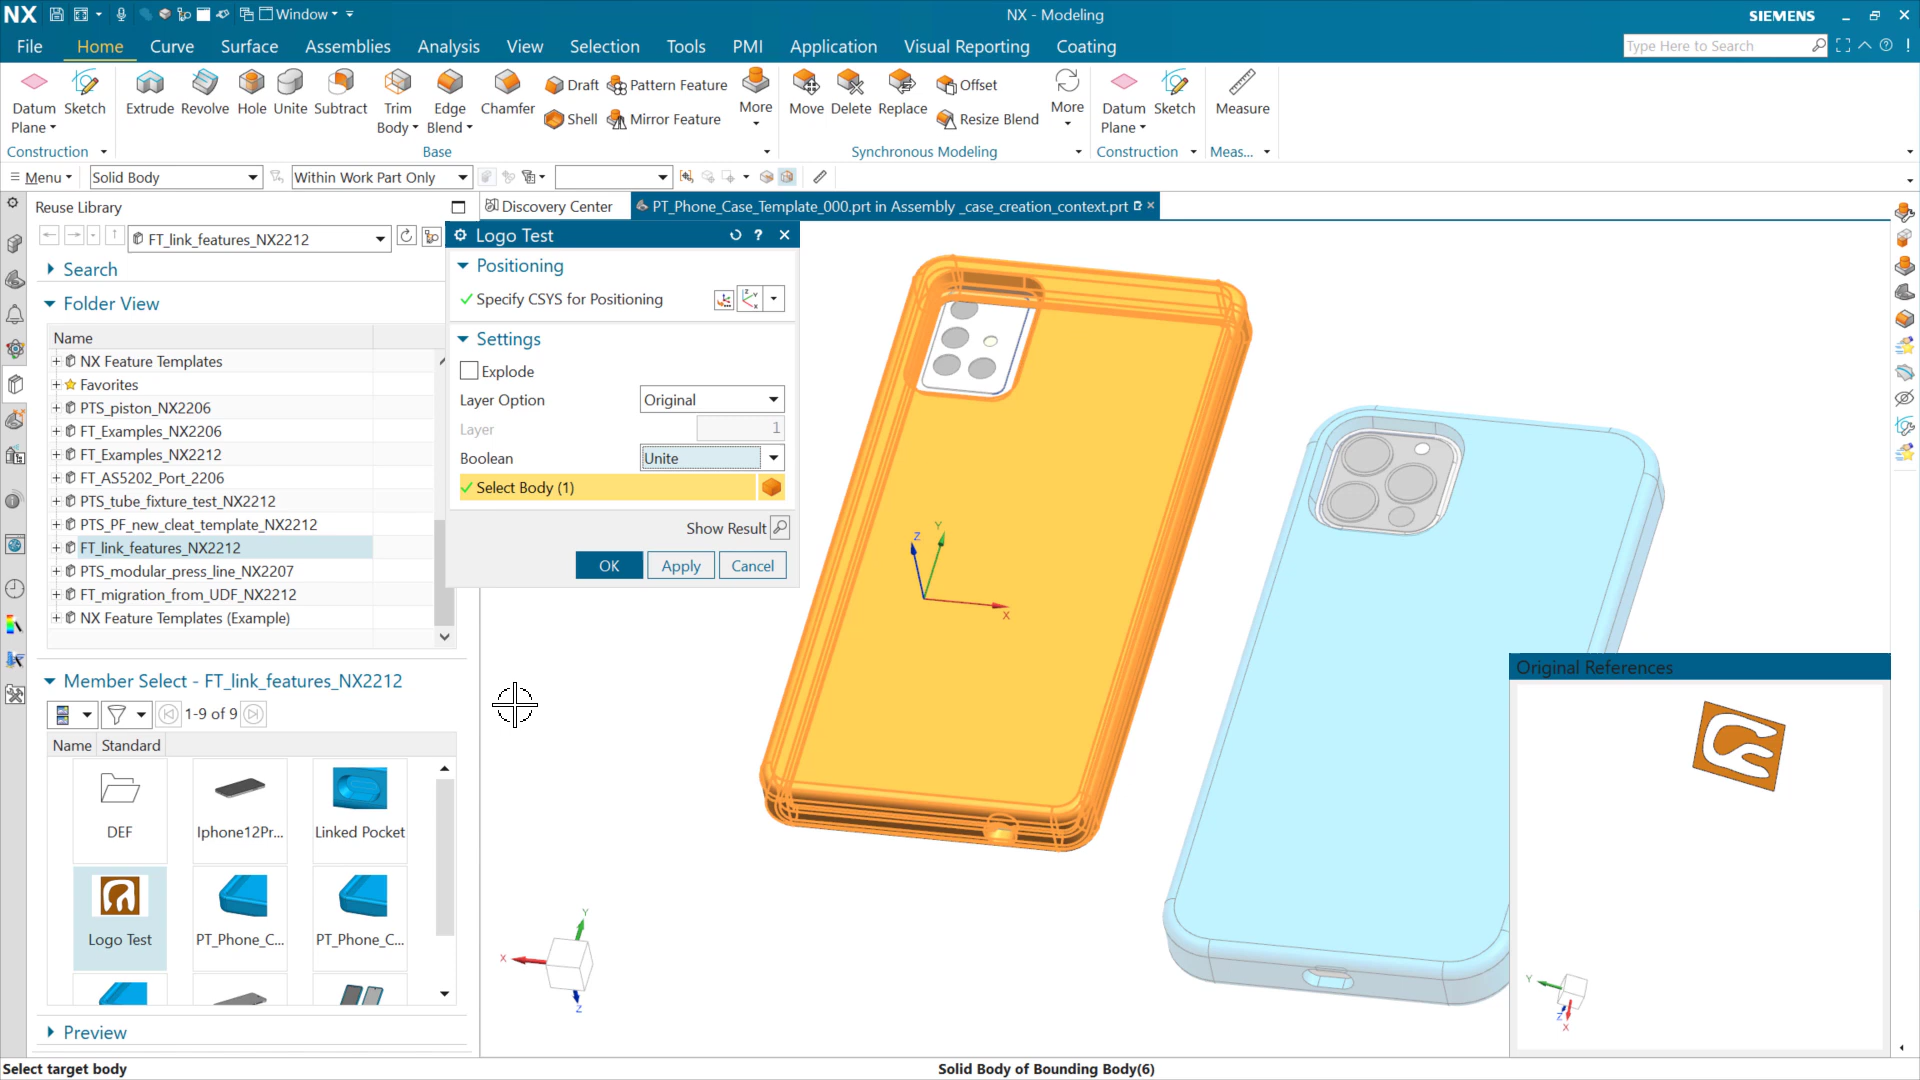 NX
Window
NX - Modeling
SIEMENS
File Home Curve Surface Assemblies Analysis View Selection Tools PMI Application Visual Reporting Coating
Type Here to Search
Datum Plane
Sketch
Extrude
Revolve
Hole
Unite
Subtract
Trim Body
Edge Blend
Chamfer
Draft
Shell
Pattern Feature
Mirror Feature
More
Move
Delete
Replace
Offset
Resize Blend
More
Datum Plane
Sketch
Measure
Construction
Base
Synchronous Modeling
Construction
Meas...
Menu
Solid Body
Within Work Part Only
Reuse Library
Discovery Center
PT_Phone_Case_Template_000.prt in Assembly _case_creation_context.prt
FT_link_features_NX2212
Search
Folder View
Name
NX Feature Templates
Favorites
PTS_piston_NX2206
FT_Examples_NX2206
FT_Examples_NX2212
FT_AS5202_Port_2206
PTS_tube_fixture_test_NX2212
PTS_PF_new_cleat_template_NX2212
FT_link_features_NX2212
PTS_modular_press_line_NX2207
FT_migration_from_UDF_NX2212
NX Feature Templates (Example)
Member Select - FT_link_features_NX2212
1-9 of 9
Name Standard
DEF
Iphone12Pr...
Linked Pocket
Logo Test
PT_Phone_C...
PT_Phone_C...
Preview
Logo Test
Positioning
Specify CSYS for Positioning
Settings
Explode
Layer Option
Original
Layer
1
Boolean
Unite
Select Body (1)
Show Result
OK
Apply
Cancel
Z
Y
X
Y
X
Z
Original References
Y
Z
X
Select target body
Solid Body of Bounding Body(6)